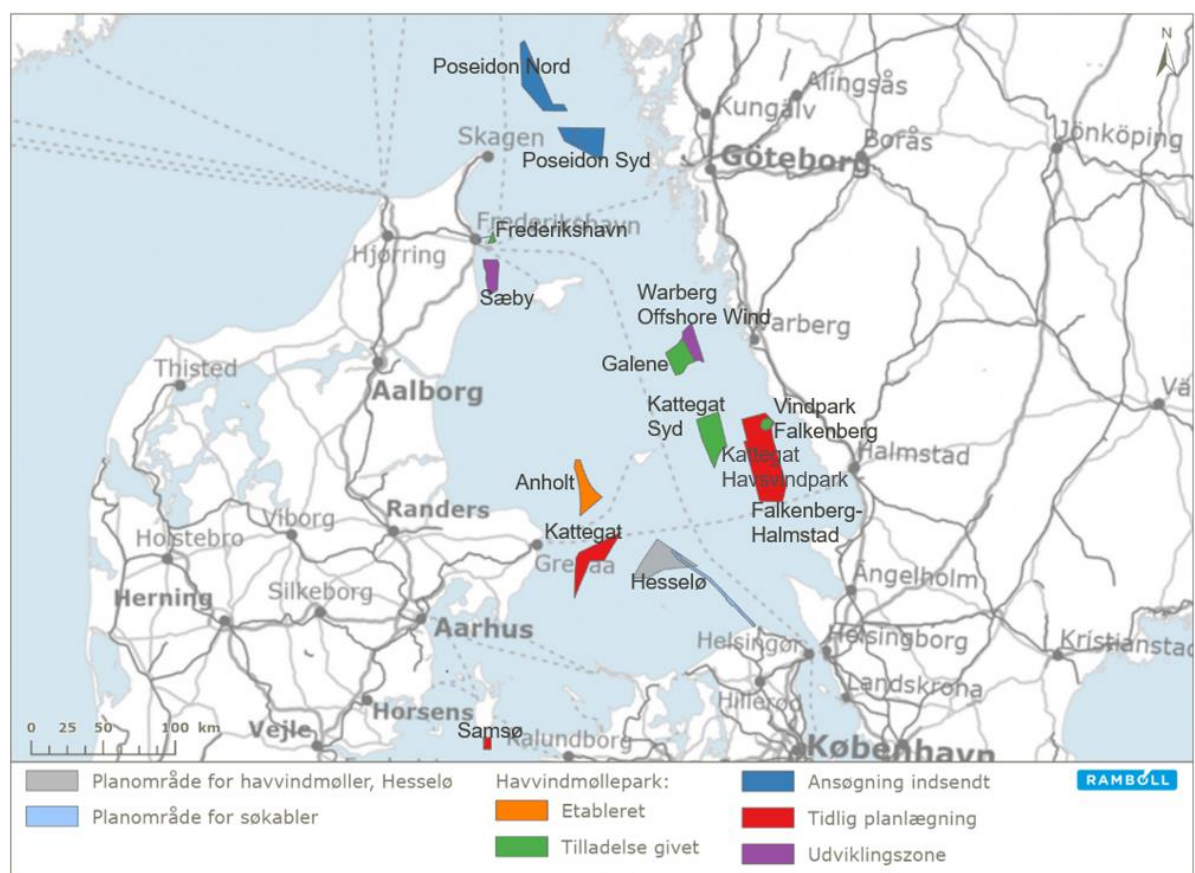 N
Poseidon Nord
Alingsås
Kungälv
Skagen
Borås
Jönköping
Göteborg
Poseidon Syd
Frederikshavn
Frederikshavn
Hjørring
Sæby
Warberg
Offshore Wind
Varberg
Galene
Thisted
Aalborg
Kattegat
Syd
Vindpark
Falkenberg
Vä
Halmstad
Kattegat
Havsvindpark
Anholt
Falkenberg-
Halmstad
Randers
Viborg
Kattegat
Holstebro
Grenaa
Hesselø
Ängelholm
Silkeborg
Herning
Aarhus
Helsingør
Helsingborg
Kristianstad
Landskrona
Hillerød
Horsens
Samsø
Vejle
Kalundborg
København
0 25 50 100 km
Planområde for havvindmøller, Hesselø
Planområde for søkabler
Havvindmøllepark:
Etableret
Tilladelse givet
Ansøgning indsendt
Tidlig planlægning
Udviklingszone
RAMBOLL